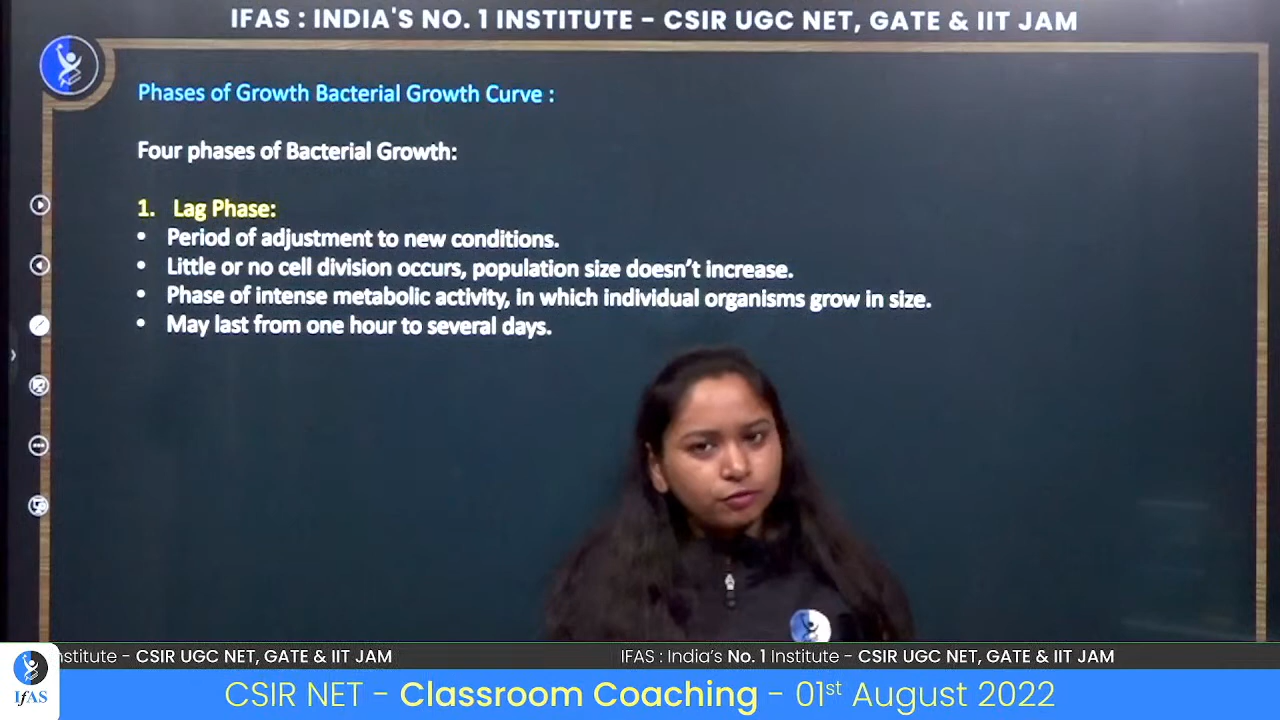 IFAS : INDIA'S NO. 1 INSTITUTE - CSIR UGC NET, GATE & IIT JAM
Phases of Growth Bacterial Growth Curve :
Four phases of Bacterial Growth:
1. Lag Phase:
• Period of adjustment to new conditions.
• Little or no cell division occurs, population size doesn't increase.
• Phase of intense metabolic activity, in which individual organisms grow in size.
• May last from one hour to several days.
nstitute - CSIR UGC NET, GATE & IIT JAM IFAS : India's No. 1 Institute - CSIR UGC NET, GATE & IIT JAM
IfAS
CSIR NET - Classroom Coaching - 01st August 2022